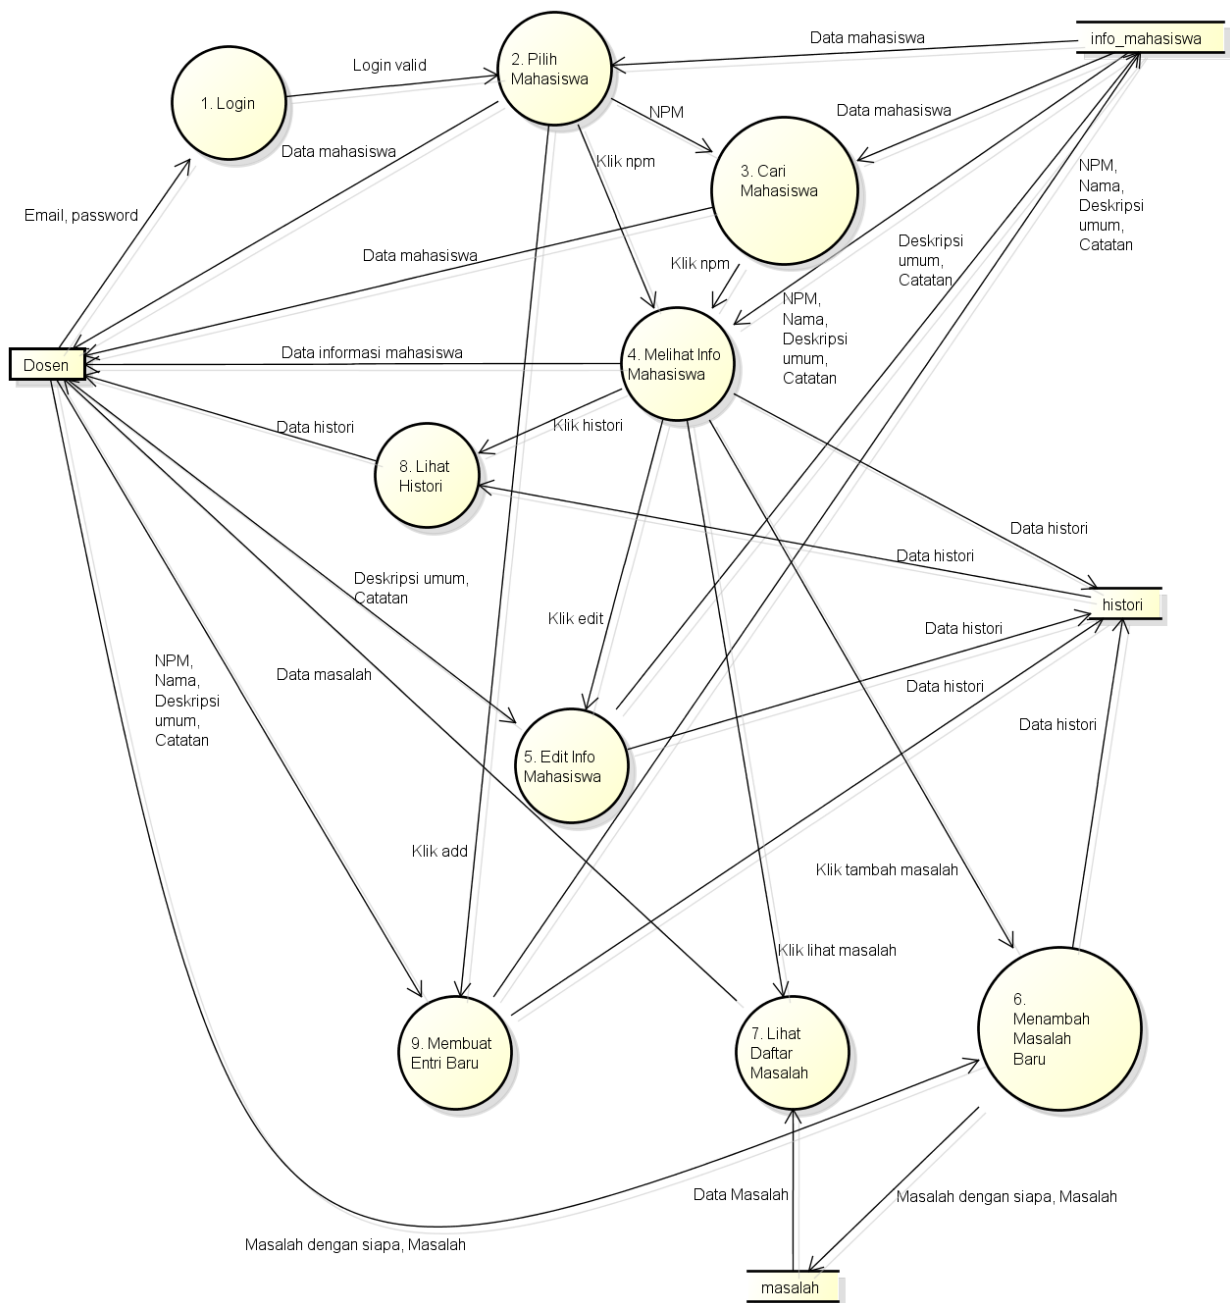 info_mahasiswa
Data mahasiswa
2. Pilih
Mahasiswa
Login valid
1. Login
NPM
Data mahasiswa
Data mahasiswa
Klik npm
3. Cari
Mahasiswa
NPM,
Nama,
Deskripsi
umum,
Catatan
Email, password
Data mahasiswa
Klik npm
Deskripsi
umum,
Catatan
NPM,
Nama,
Deskripsi
umum,
Catatan
Dosen
Data informasi mahasiswa
4. Melihat Info
Mahasiswa
Data histori
Klik histori
8. Lihat
Histori
Data histori
Data histori
Deskripsi umum,
Catatan
histori
Klik edit
Data histori
NPM,
Nama,
Deskripsi
umum,
Catatan
Data masalah
Data histori
Data histori
5. Edit Info
Mahasiswa
Klik add
Klik tambah masalah
Klik lihat masalah
9. Membuat
Entri Baru
7. Lihat
Daftar
Masalah
6.
Menambah
Masalah
Baru
Data Masalah
Masalah dengan siapa, Masalah
Masalah dengan siapa, Masalah
masalah